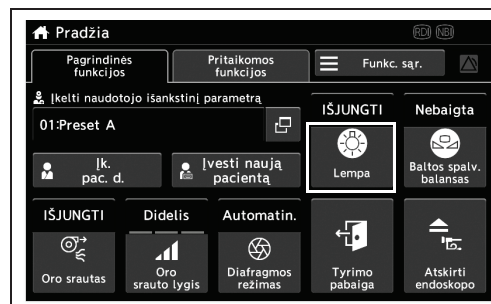 Pradžia
RDI NBI
Pagrindinės
funkcijos
Pritaikomos
funkcijos
Funkc. sąr.
Įkelti naudotojo išankstinį parametrą
01:Preset A
Įk.
pac. d.
Įvesti naują
pacientą
IŠJUNGTI
Lempa
Nebaigta
Baltos spalv.
balansas
IŠJUNGTI
Oro srautas
Didelis
Oro
srauto lygis
Automatin.
Diafragmos
režimas
Tyrimo
pabaiga
Atskirti
endoskopo